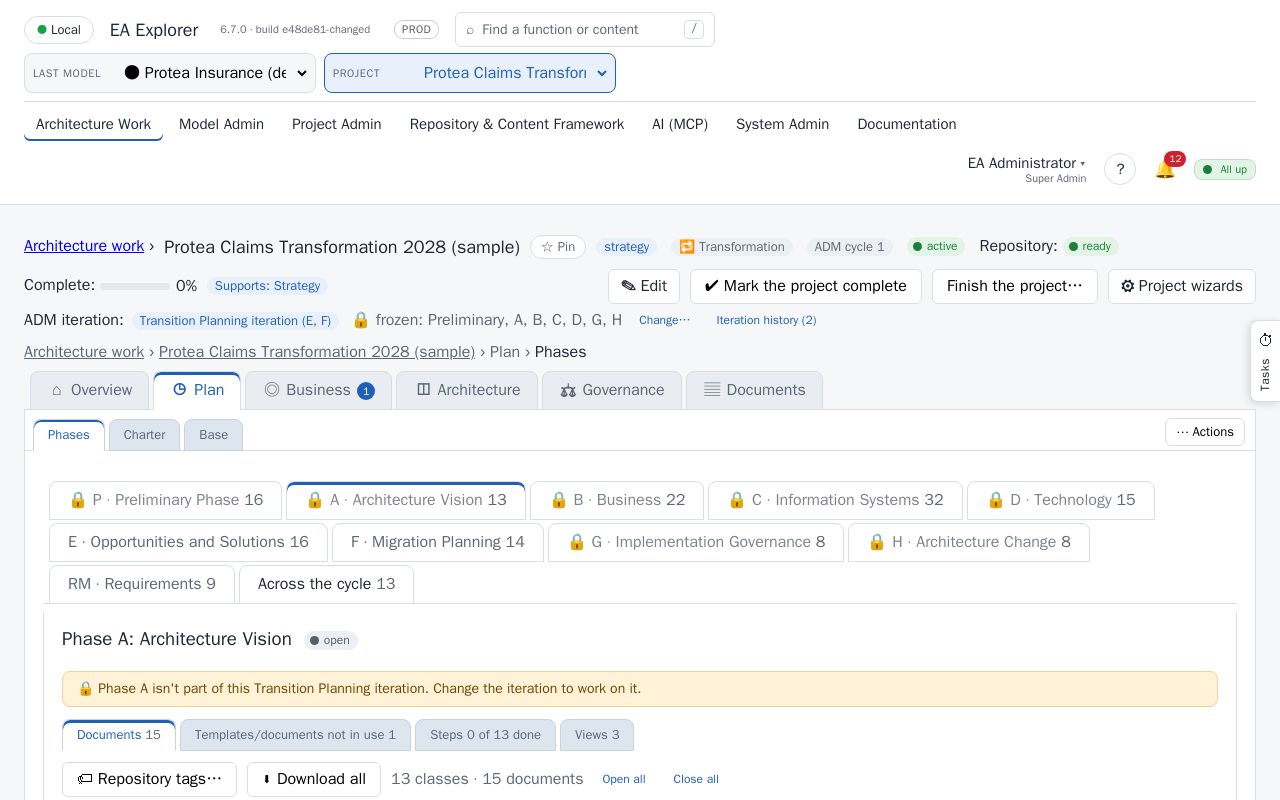 Local EA Explorer 6.7.0 · build e48de81-changed PROD Find a function or content /
LAST MODEL Protea Insurance (de PROJECT Protea Claims Transforı
Architecture Work Model Admin Project Admin Repository & Content Framework AI (MCP) System Admin Documentation
EA Administrator ▾ ? 12 All up
Super Admin
Architecture work › Protea Claims Transformation 2028 (sample) ☆ Pin strategy Transformation ADM cycle 1 active Repository: ready
Complete: 0% Supports: Strategy Edit ✔ Mark the project complete Finish the project… Project wizards
ADM iteration: Transition Planning iteration (E, F) frozen: Preliminary, A, B, C, D, G, H Change… Iteration history (2)
Architecture work › Protea Claims Transformation 2028 (sample) › Plan › Phases
Tasks
Overview Plan Business 1 Architecture Governance Documents
Phases Charter Base ··· Actions
P · Preliminary Phase 16 A · Architecture Vision 13 B · Business 22 C · Information Systems 32 D · Technology 15
E · Opportunities and Solutions 16 F · Migration Planning 14 G · Implementation Governance 8 H · Architecture Change 8
RM · Requirements 9 Across the cycle 13
Phase A: Architecture Vision open
Phase A isn't part of this Transition Planning iteration. Change the iteration to work on it.
Documents 15 Templates/documents not in use 1 Steps 0 of 13 done Views 3
Repository tags… Download all 13 classes · 15 documents Open all Close all